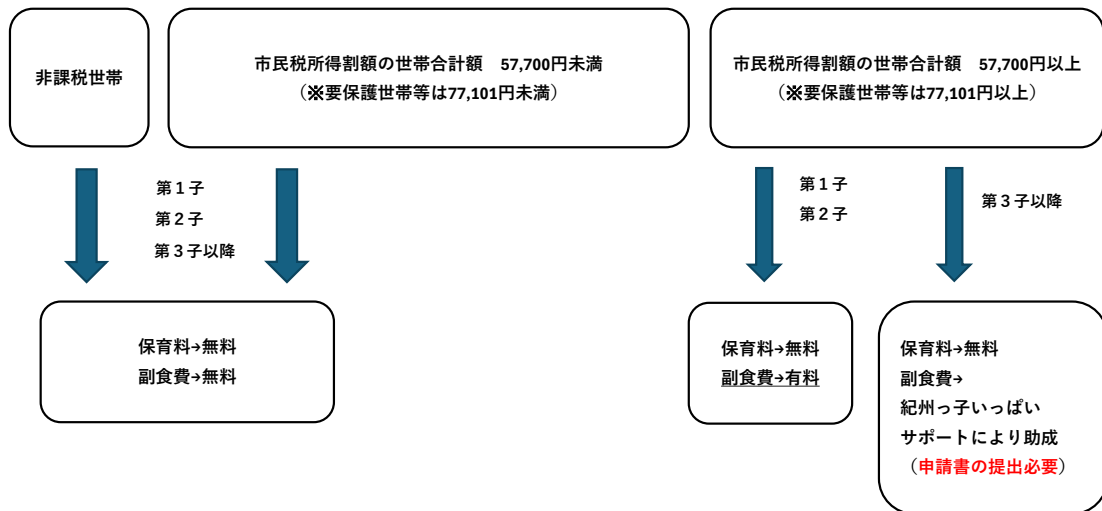 非課税世帯
市民税所得割額の世帯合計額　57,700円未満
（※要保護世帯等は77,101円未満）
市民税所得割額の世帯合計額　57,700円以上
（※要保護世帯等は77,101円以上）
第１子
第２子
第３子以降
第１子
第２子
第３子以降
保育料→無料
副食費→無料
保育料→無料
副食費→有料
保育料→無料
副食費→
紀州っ子いっぱい
サポートにより助成
（申請書の提出必要）